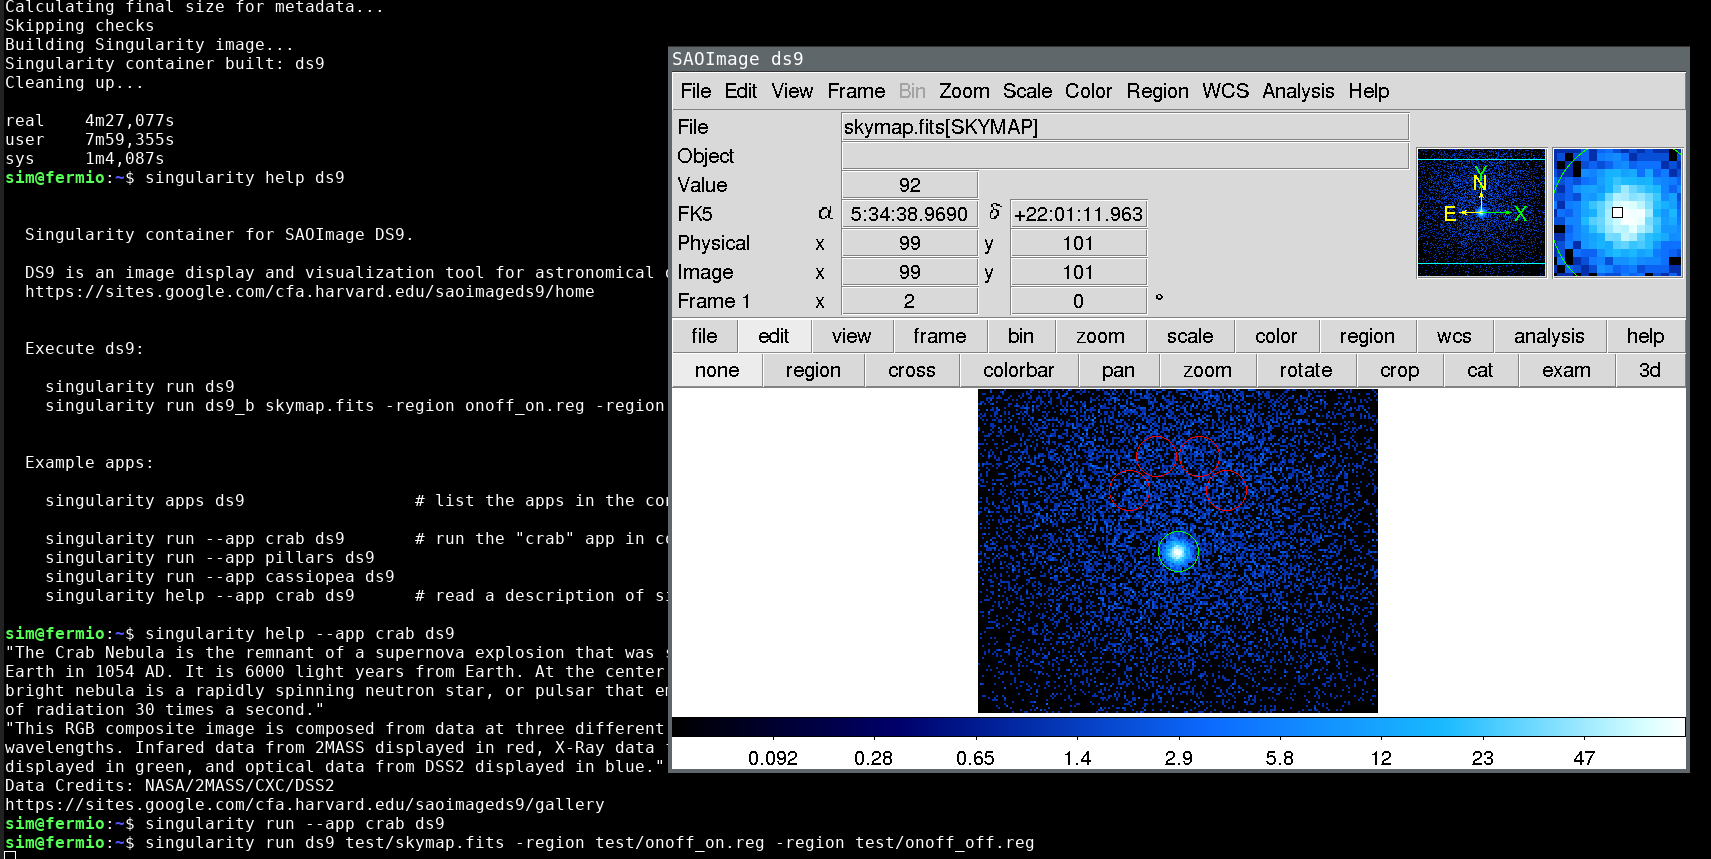 Calculating final size for metadata...
Skipping checks
Building Singularity image...
Singularity container built: ds9
Cleaning up...
real 4m27,077s
user 7m59,355s
sys 1m4,087s
sim@fermio:~$ singularity help ds9
Singularity container for SAOImage DS9.
DS9 is an image display and visualization tool for astronomical
https://sites.google.com/cfa.harvard.edu/saoimageds9/home
Execute ds9:
singularity run ds9
singularity run ds9_b skymap.fits -region onoff_on.reg -region
Example apps:
singularity apps ds9 # list the apps in the
singularity run --app crab ds9 # run the "crab" app in
singularity run --app pillars ds9
singularity run --app cassiopea ds9
singularity help --app crab ds9 # read a description of
sim@fermio:~$ singularity help --app crab ds9
"The Crab Nebula is the remnant of a supernova explosion that was
Earth in 1054 AD. It is 6000 light years from Earth. At the center
bright nebula is a rapidly spinning neutron star, or pulsar that
of radiation 30 times a second."
"This RGB composite image is composed from data at three different
wavelengths. Infared data from 2MASS displayed in red, X-Ray data
displayed in green, and optical data from DSS2 displayed in blue."
Data Credits: NASA/2MASS/CXC/DSS2
https://sites.google.com/cfa.harvard.edu/saoimageds9/gallery
sim@fermio:~$ singularity run --app crab ds9
sim@fermio:~$ singularity run ds9 test/skymap.fits -region test/onoff_on.reg -region test/onoff_off.reg
SAOImage ds9
File Edit View Frame Bin Zoom Scale Color Region WCS Analysis Help
File skymap.fits[SKYMAP]
Object
Value 92
FK5 α 5:34:38.9690 δ +22:01:11.963
Physical x 99 y 101
Image x 99 y 101
Frame 1 x 2 0 °
Y
N
E X
file edit view frame bin zoom scale color region wcs analysis help
none region cross colorbar pan zoom rotate crop cat exam 3d
0.092 0.28 0.65 1.4 2.9 5.8 12 23 47